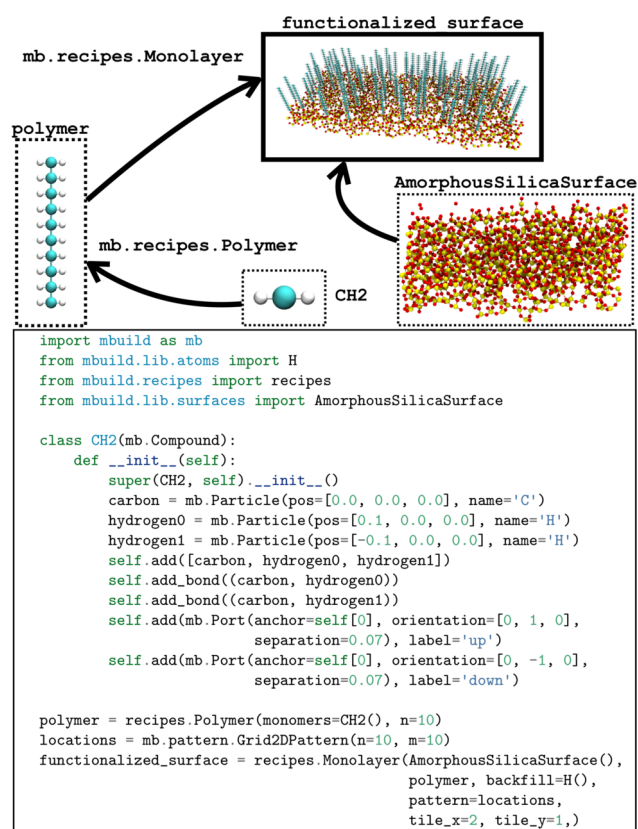 functionalized surface
mb.recipes.Monolayer
polymer
AmorphousSilicaSurface
mb.recipes.Polymer
CH2
import mbuild as mb
from mbuild.lib.atoms import H
from mbuild.recipes import recipes
from mbuild.lib.surfaces import AmorphousSilicaSurface

class CH2(mb.Compound):
    def __init__(self):
        super(CH2, self).__init__()
        carbon = mb.Particle(pos=[0.0, 0.0, 0.0], name='C')
        hydrogen0 = mb.Particle(pos=[0.1, 0.0, 0.0], name='H')
        hydrogen1 = mb.Particle(pos=[-0.1, 0.0, 0.0], name='H')
        self.add([carbon, hydrogen0, hydrogen1])
        self.add_bond((carbon, hydrogen0))
        self.add_bond((carbon, hydrogen1))
        self.add(mb.Port(anchor=self[0], orientation=[0, 1, 0],
                         separation=0.07), label='up')
        self.add(mb.Port(anchor=self[0], orientation=[0, -1, 0],
                         separation=0.07), label='down')

polymer = recipes.Polymer(monomers=CH2(), n=10)
locations = mb.pattern.Grid2DPattern(n=10, m=10)
functionalized_surface = recipes.Monolayer(AmorphousSilicaSurface(),
                                           polymer, backfill=H(),
                                           pattern=locations,
                                           tile_x=2, tile_y=1,)